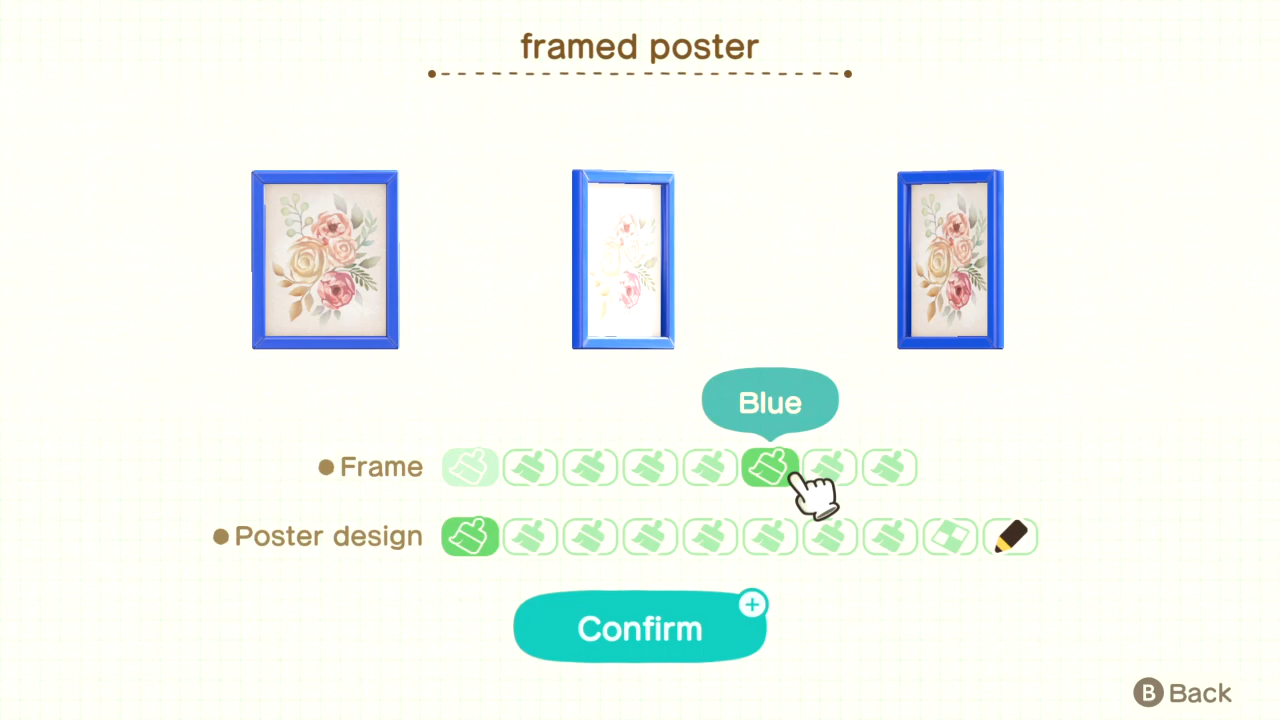 framed poster
Blue
Frame
Poster design
Confirm
B Back